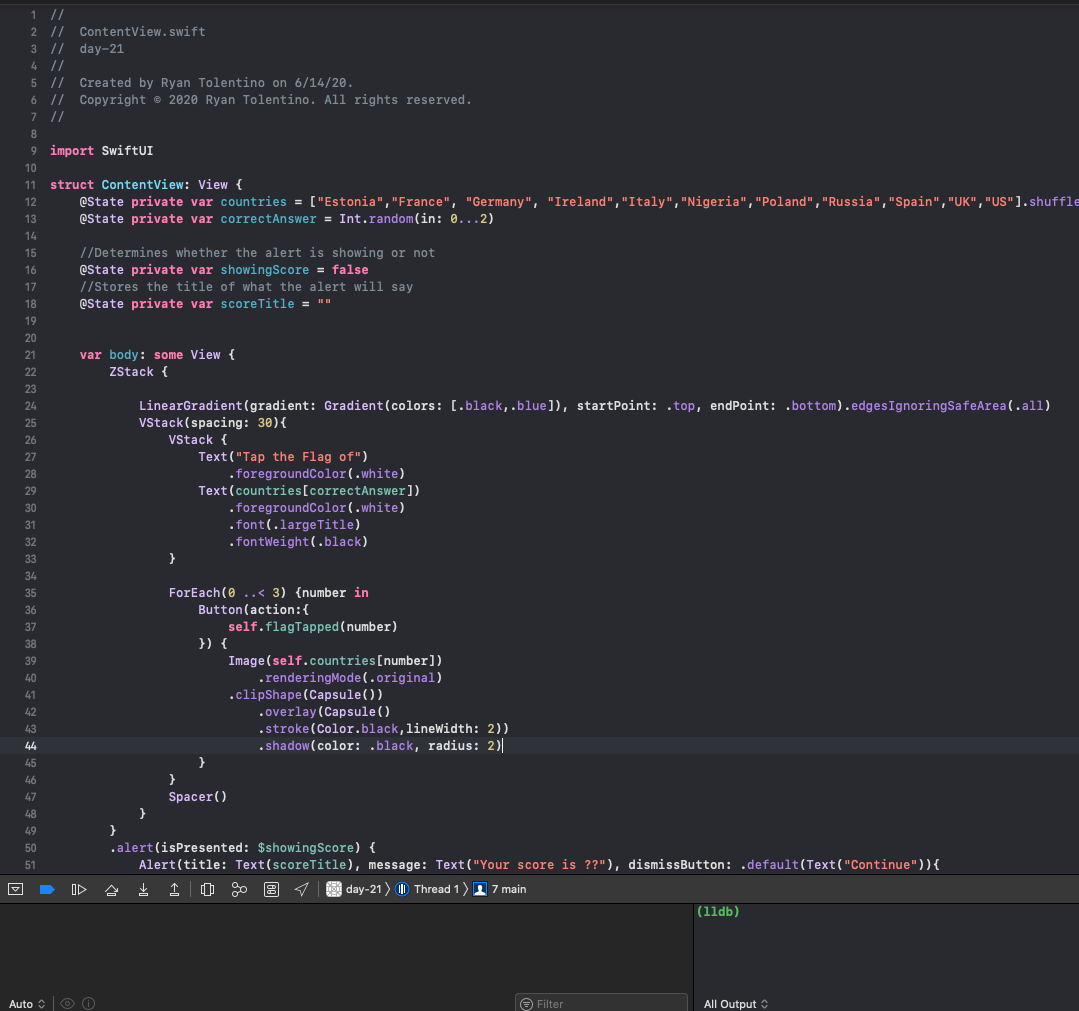 1 //
2 //  ContentView.swift
3 //  day-21
4 //
5 //  Created by Ryan Tolentino on 6/14/20.
6 //  Copyright © 2020 Ryan Tolentino. All rights reserved.
7 //
8
9 import SwiftUI
10
11 struct ContentView: View {
12     @State private var countries = ["Estonia","France", "Germany", "Ireland","Italy","Nigeria","Poland","Russia","Spain","UK","US"].shuffle
13     @State private var correctAnswer = Int.random(in: 0...2)
14
15     //Determines whether the alert is showing or not
16     @State private var showingScore = false
17     //Stores the title of what the alert will say
18     @State private var scoreTitle = ""
19
20
21     var body: some View {
22         ZStack {
23
24             LinearGradient(gradient: Gradient(colors: [.black,.blue]), startPoint: .top, endPoint: .bottom).edgesIgnoringSafeArea(.all)
25             VStack(spacing: 30){
26                 VStack {
27                     Text("Tap the Flag of")
28                         .foregroundColor(.white)
29                     Text(countries[correctAnswer])
30                         .foregroundColor(.white)
31                         .font(.largeTitle)
32                         .fontWeight(.black)
33                 }
34
35                 ForEach(0 ..< 3) {number in
36                     Button(action:{
37                         self.flagTapped(number)
38                     }) {
39                         Image(self.countries[number])
40                             .renderingMode(.original)
41                         .clipShape(Capsule())
42                             .overlay(Capsule()
43                             .stroke(Color.black,lineWidth: 2))
44                             .shadow(color: .black, radius: 2)
45                     }
46                 }
47                 Spacer()
48             }
49         }
50         .alert(isPresented: $showingScore) {
51             Alert(title: Text(scoreTitle), message: Text("Your score is ??"), dismissButton: .default(Text("Continue")){
day-21 Thread 1 7 main
(lldb)
Auto Filter All Output